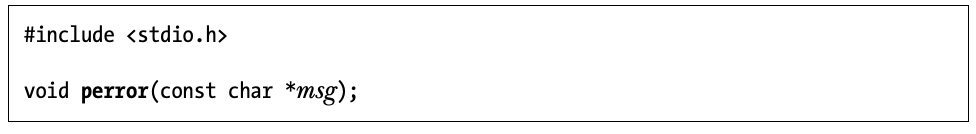 #include <stdio.h>
void perror(const char *msg);